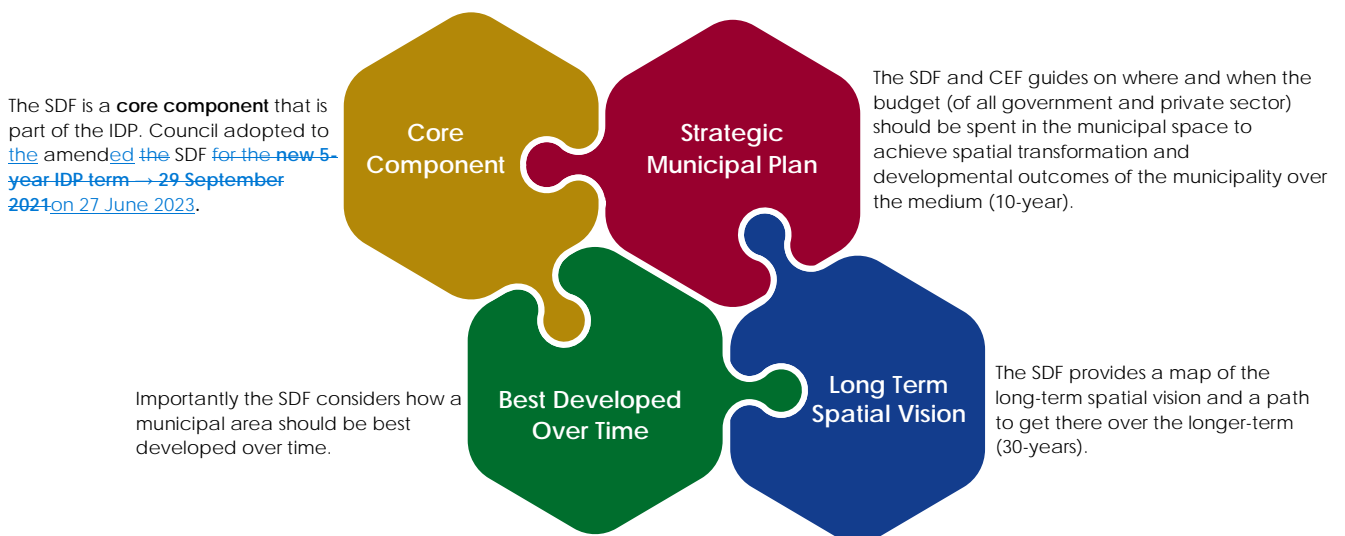 The SDF is a core component that is
part of the IDP. Council adopted to
the amended the SDF for the new 5-
year IDP term → 29 September
2021on 27 June 2023.
Core
Component
Strategic
Municipal Plan
The SDF and CEF guides on where and when the
budget (of all government and private sector)
should be spent in the municipal space to
achieve spatial transformation and
developmental outcomes of the municipality over
the medium (10-year).
Importantly the SDF considers how a
municipal area should be best
developed over time.
Best Developed
Over Time
Long Term
Spatial Vision
The SDF provides a map of the
long-term spatial vision and a path
to get there over the longer-term
(30-years).